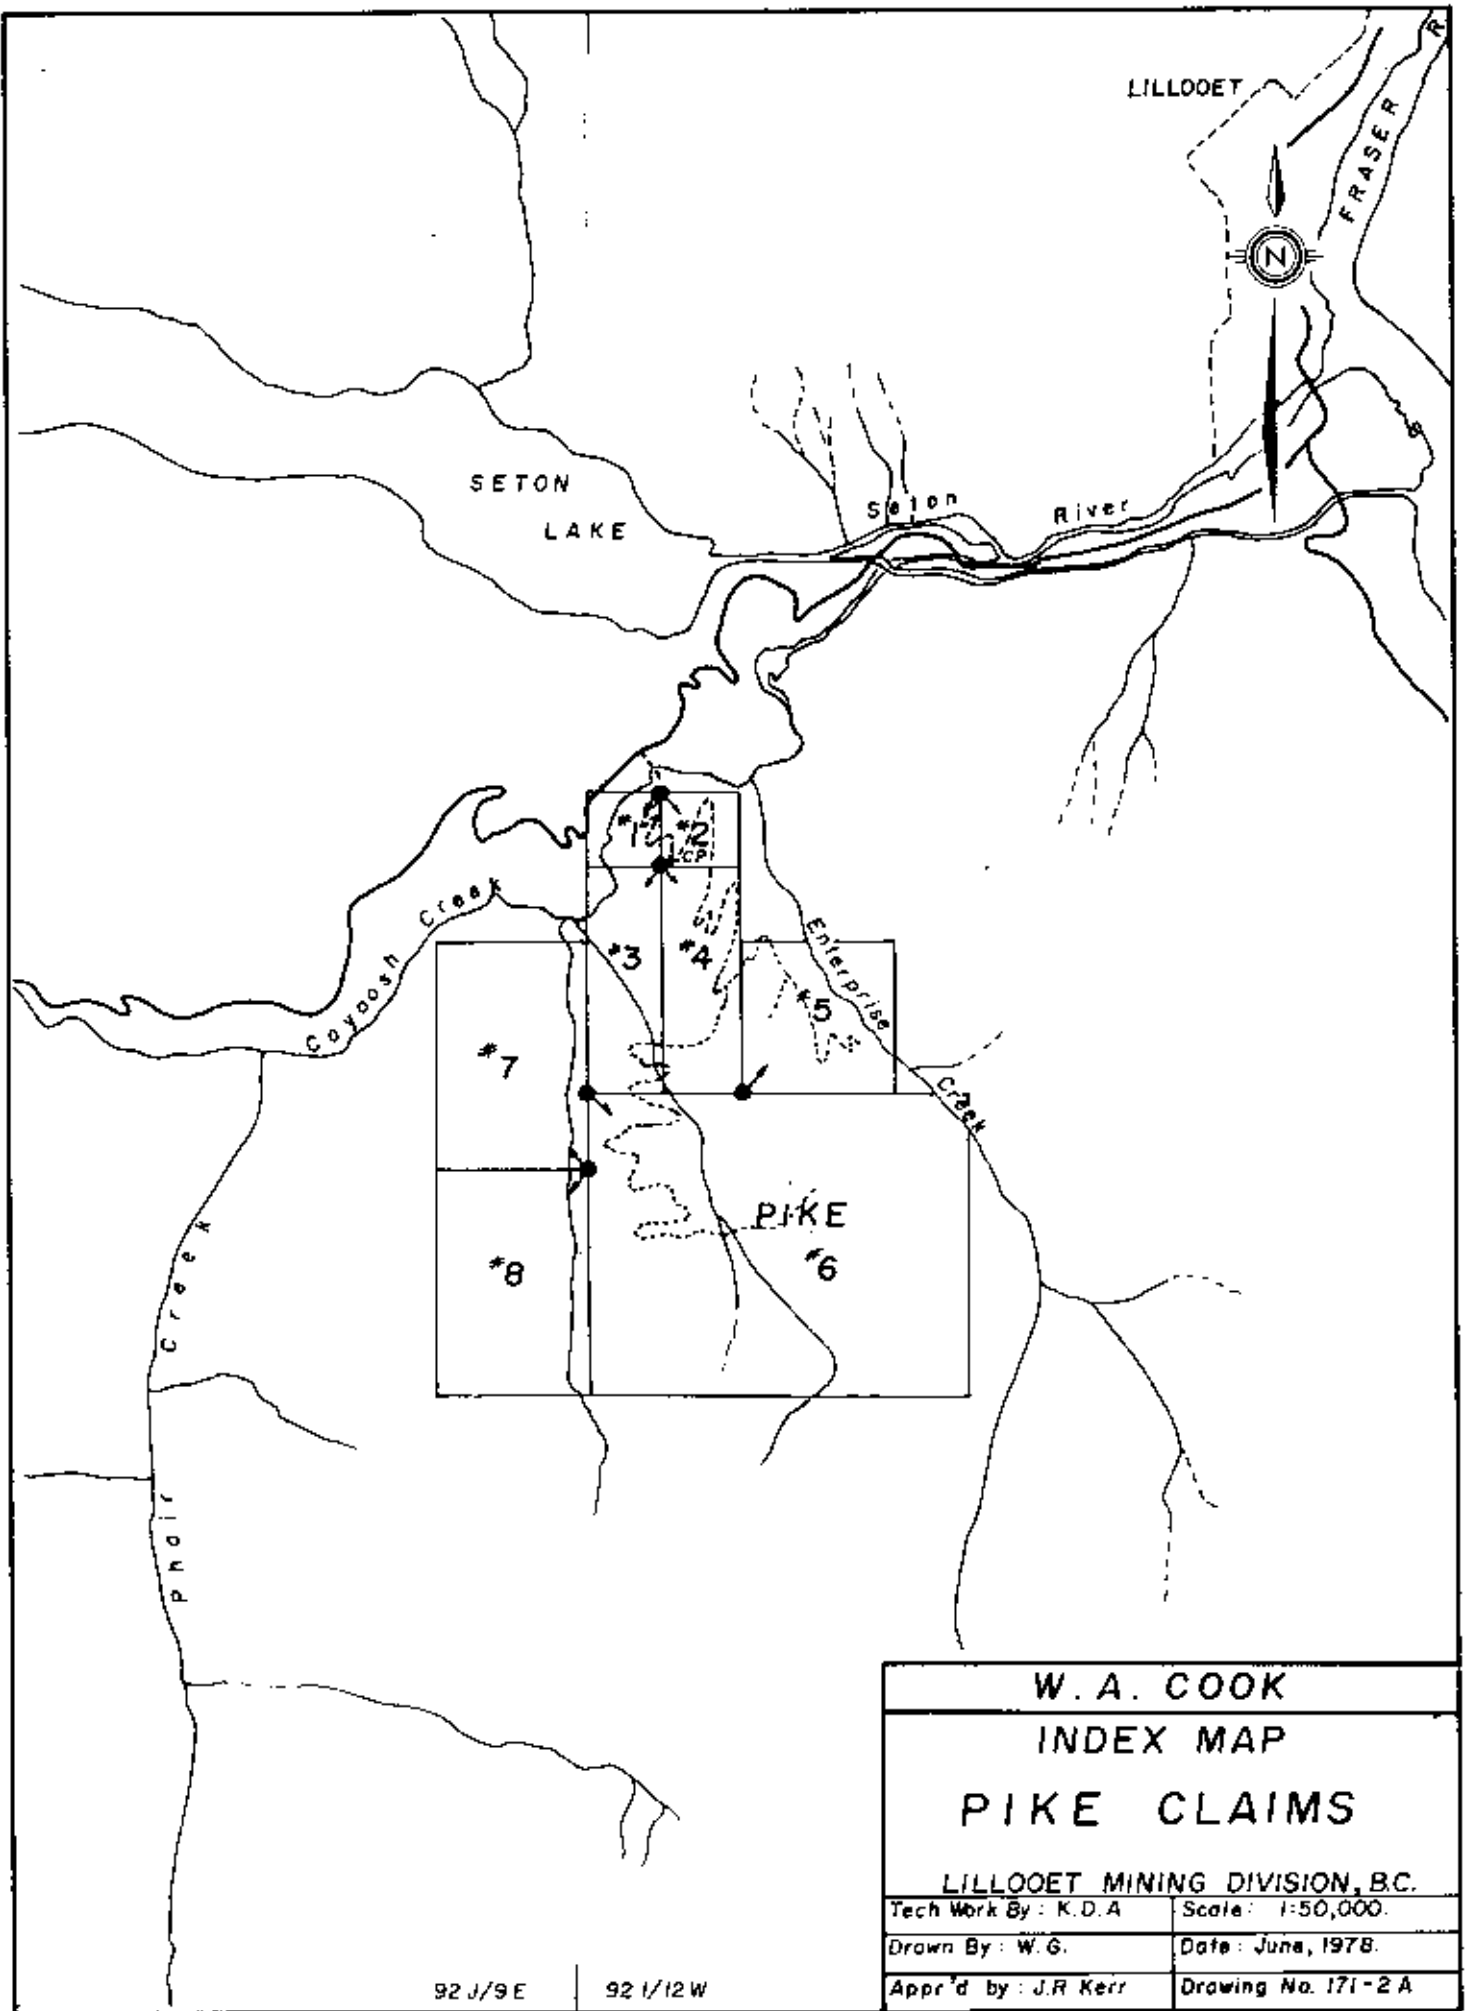 LILLOOET
FRASER R.
N
SETON
LAKE
Seton River
#1
#2
LCP
Cayoosh Creek
#3
#4
Enterprise Creek
#5
#7
PIKE
#6
#8
Phair Creek
W. A. COOK
INDEX MAP
PIKE CLAIMS
LILLOOET MINING DIVISION, B.C.
Tech Work By : K.D.A
Scale : 1:50,000.
Drawn By : W. G.
Date : June, 1978.
Appr'd by : J.R Kerr
Drawing No. 171-2 A
92 J/9 E
92 I/12 W